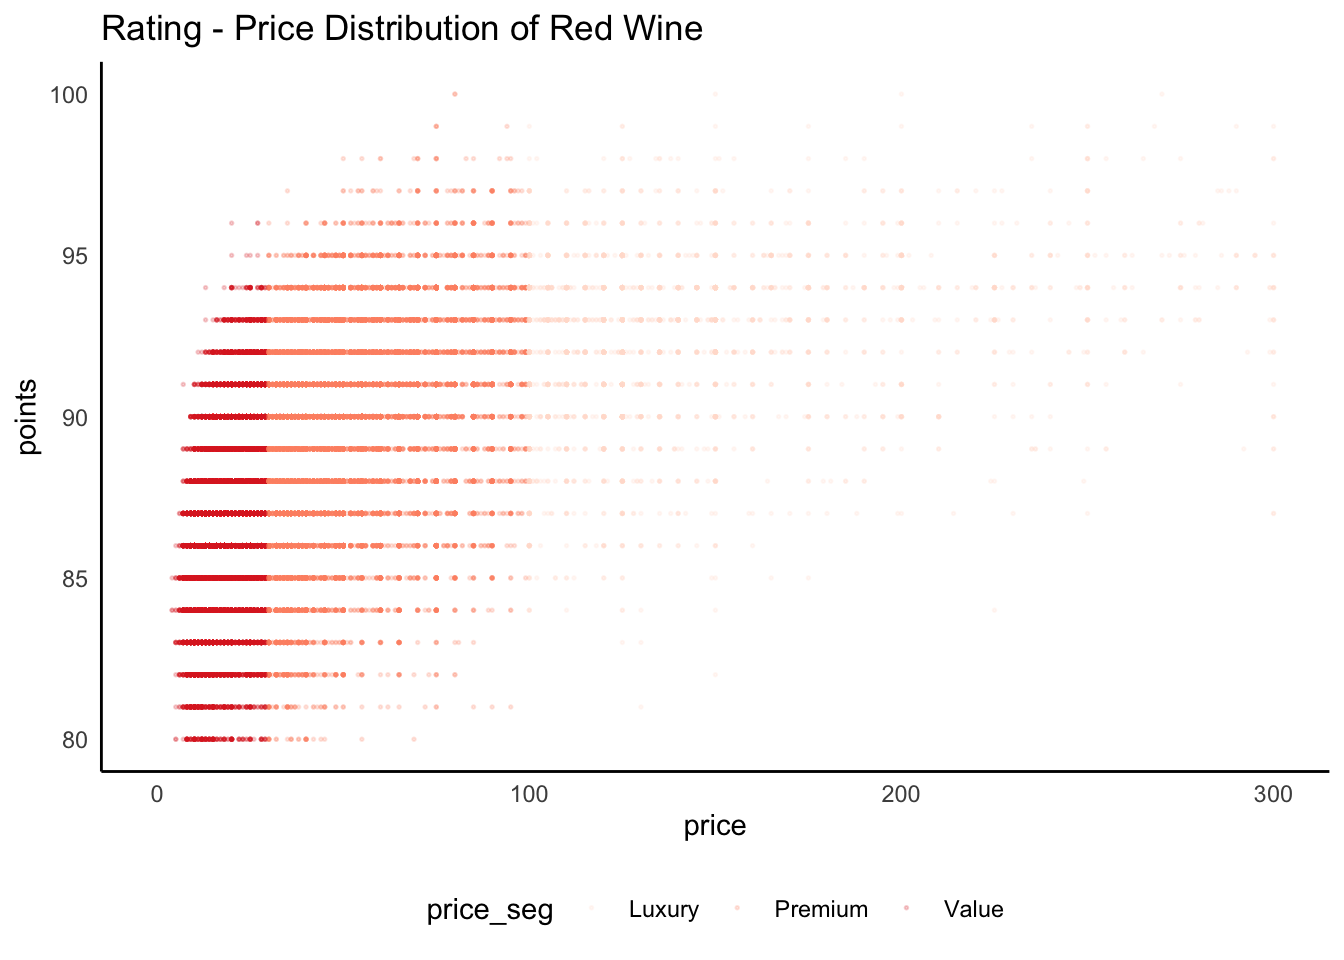 Rating - Price Distribution of Red Wine
100
95
90
85
80
points
0 100 200 300
price
price_seg Luxury Premium Value